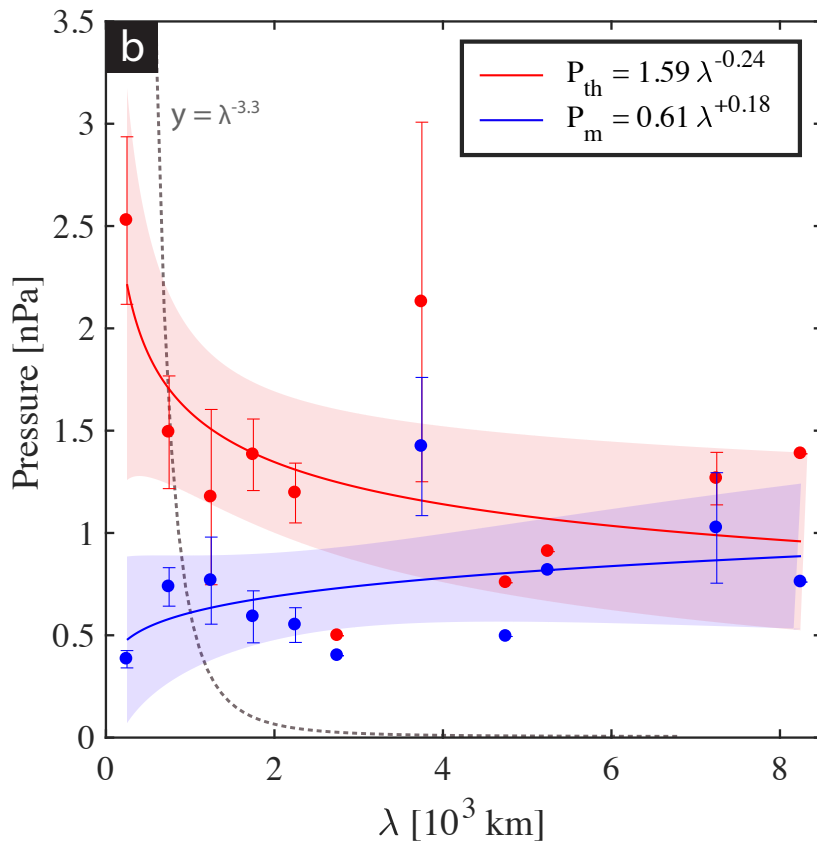 b
P_th = 1.59 λ^-0.24
P_m = 0.61 λ^+0.18
y = λ^-3.3
Pressure [nPa]
3.5
3
2.5
2
1.5
1
0.5
0
0 2 4 6 8
λ [10^3 km]